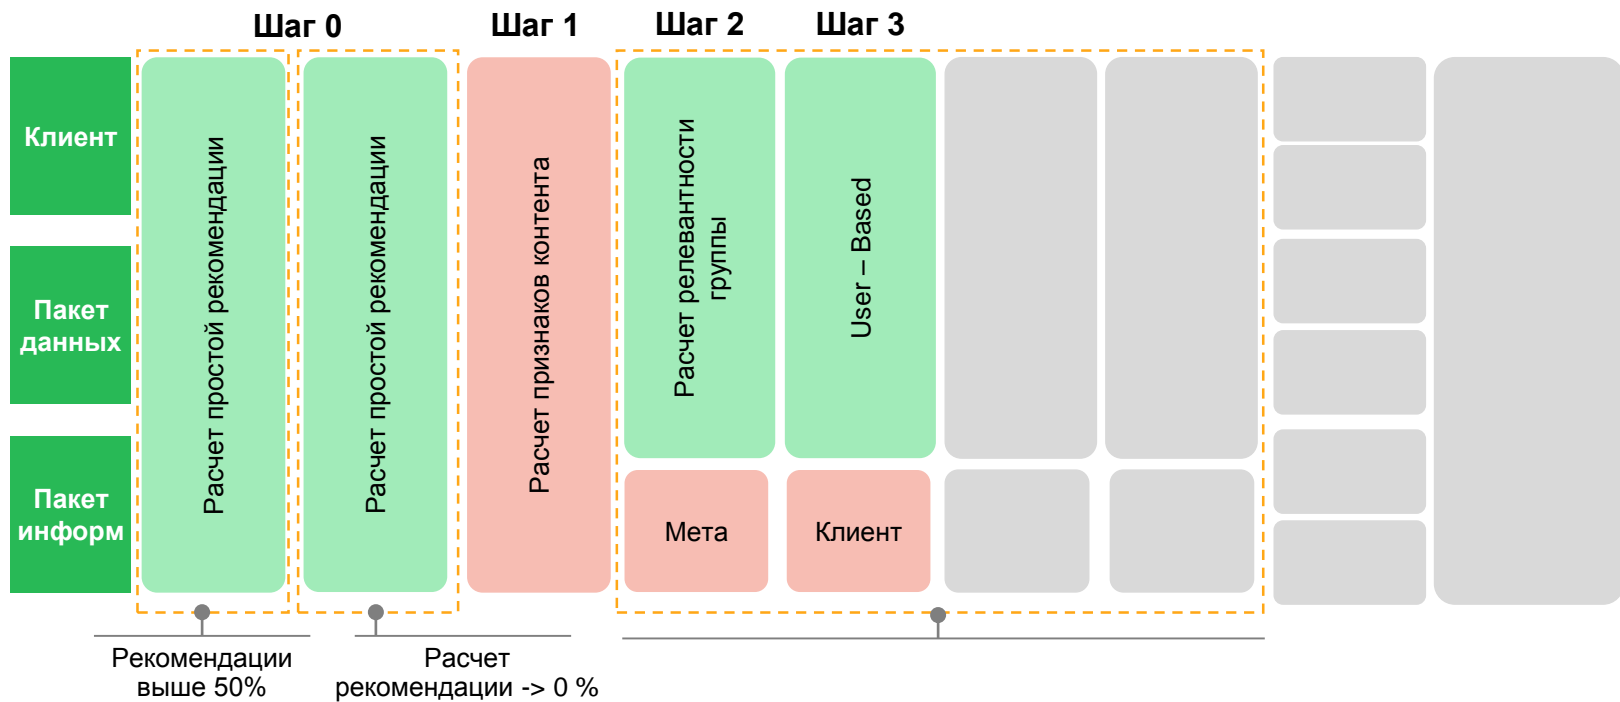 Шаг 0
Шаг 1
Шаг 2
Шаг 3
Клиент
Пакет
данных
Пакет
информ
Расчет простой рекомендации
Расчет простой рекомендации
Расчет признаков контента
Расчет релевантности
группы
User – Based
Мета
Клиент
Рекомендации
выше 50%
Расчет
рекомендации -> 0 %